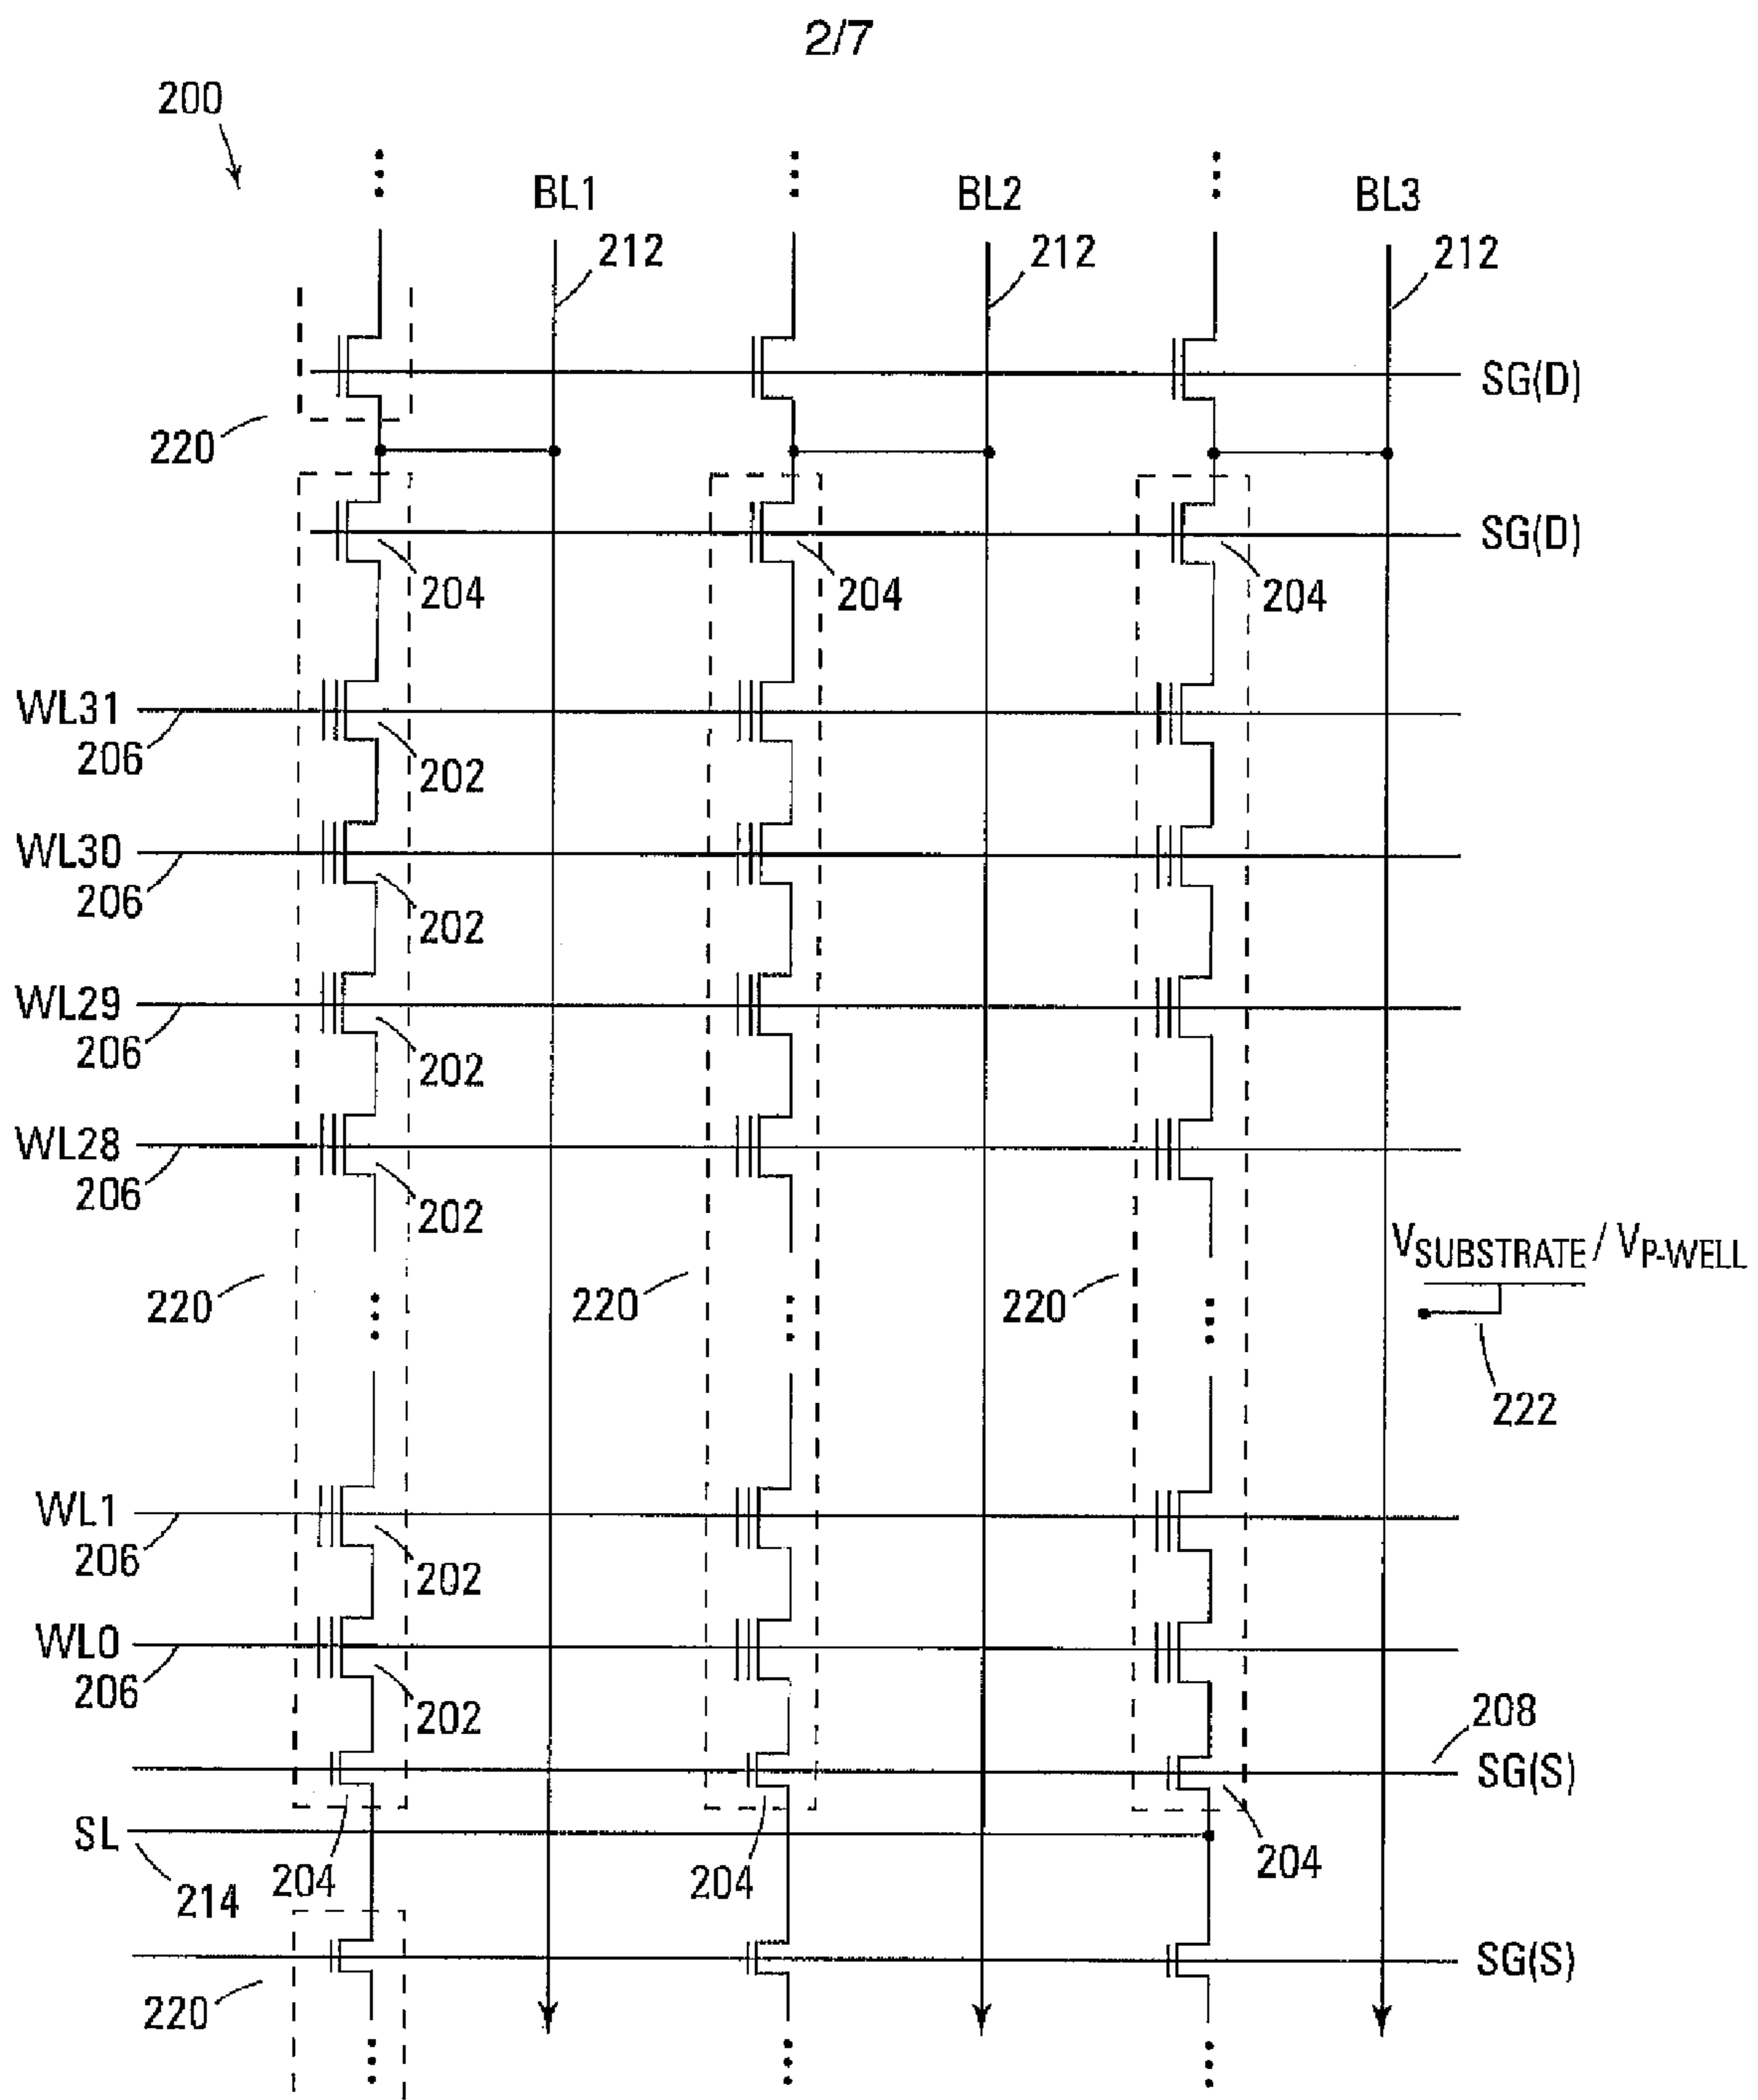 2/7
200
BL1
BL2
BL3
212
212
212
SG(D)
220
SG(D)
204
204
204
WL31
206
202
WL30
206
202
WL29
206
202
WL28
206
202
VSUBSTRATE / VP-WELL
220
220
220
222
WL1
206
202
WL0
206
202
208
SG(S)
SL
214
204
204
204
SG(S)
220